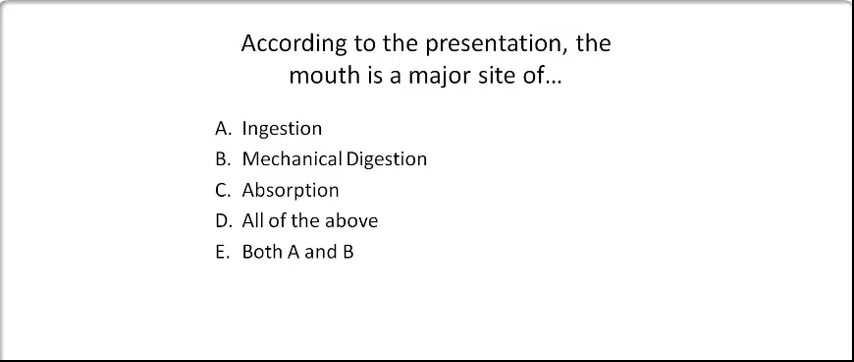 According to the presentation, the
mouth is a major site of...
A. Ingestion
B. Mechanical Digestion
C. Absorption
D. All of the above
E. Both A and B